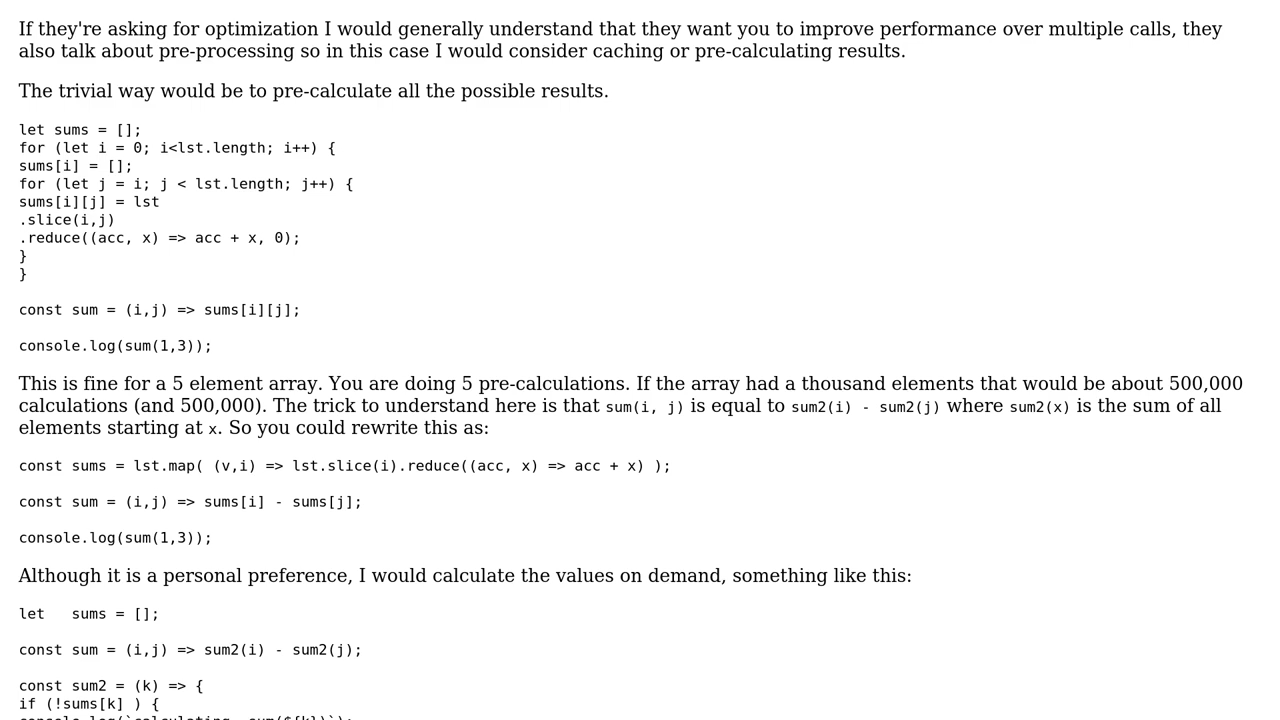 If they're asking for optimization I would generally understand that they want you to improve performance over multiple calls, they
also talk about pre-processing so in this case I would consider caching or pre-calculating results.
The trivial way would be to pre-calculate all the possible results.
let sums = [];
for (let i = 0; i<lst.length; i++) {
sums[i] = [];
for (let j = i; j < lst.length; j++) {
sums[i][j] = lst
.slice(i,j)
.reduce((acc, x) => acc + x, 0);
}
}
const sum = (i,j) => sums[i][j];
console.log(sum(1,3));
This is fine for a 5 element array. You are doing 5 pre-calculations. If the array had a thousand elements that would be about 500,000
calculations (and 500,000). The trick to understand here is that sum(i, j) is equal to sum2(i) - sum2(j) where sum2(x) is the sum of all
elements starting at x. So you could rewrite this as:
const sums = lst.map( (v,i) => lst.slice(i).reduce((acc, x) => acc + x) );
const sum = (i,j) => sums[i] - sums[j];
console.log(sum(1,3));
Although it is a personal preference, I would calculate the values on demand, something like this:
let   sums = [];
const sum = (i,j) => sum2(i) - sum2(j);
const sum2 = (k) => {
if (!sums[k] ) {